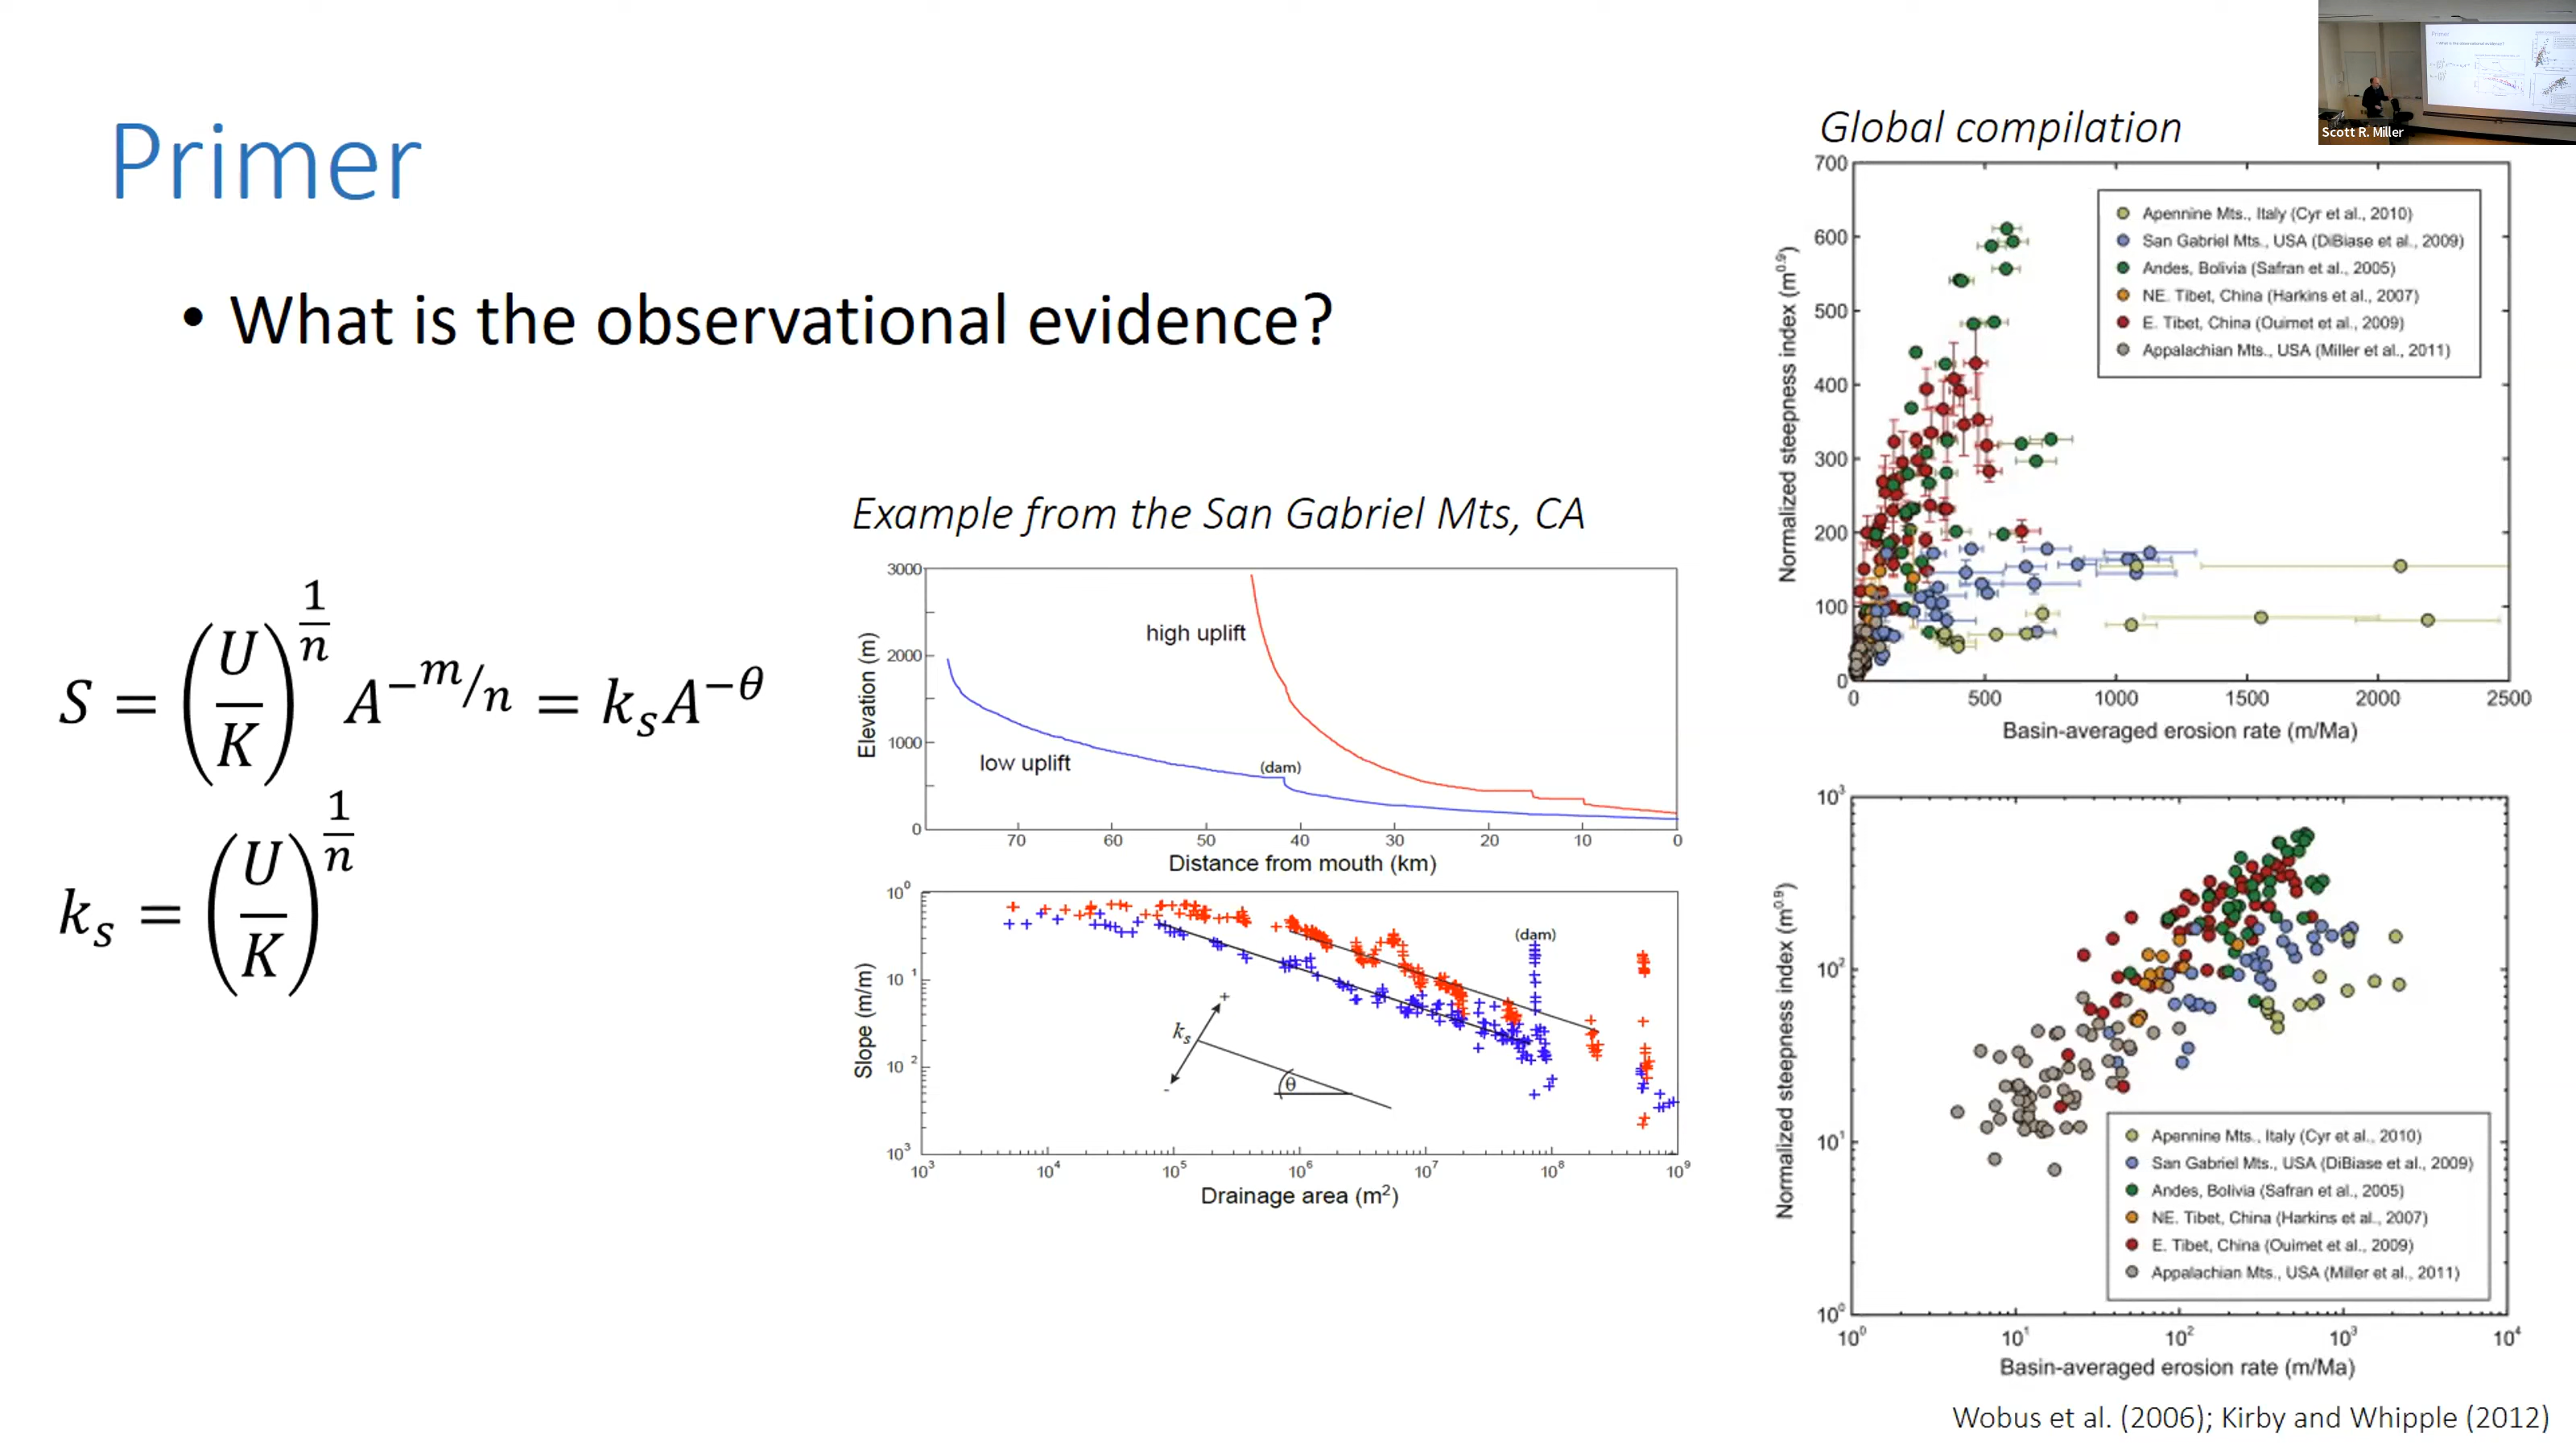 Primer
• What is the observational evidence?
S = (U/K)^(1/n) A^(−m/n) = k_s A^(−θ)
k_s = (U/K)^(1/n)
Example from the San Gabriel Mts, CA
3000
2000
1000
0
Elevation (m)
high uplift
low uplift
(dam)
70 60 50 40 30 20 10 0
Distance from mouth (km)
10^0
10^1
10^2
10^3
Slope (m/m)
(dam)
k_s
+
-
θ
10^3 10^4 10^5 10^6 10^7 10^8 10^9
Drainage area (m²)
Global compilation
700
600
500
400
300
200
100
0
Normalized steepness index (m^0.9)
Apennine Mts., Italy (Cyr et al., 2010)
San Gabriel Mts., USA (DiBiase et al., 2009)
Andes, Bolivia (Safran et al., 2005)
NE. Tibet, China (Harkins et al., 2007)
E. Tibet, China (Ouimet et al., 2009)
Appalachian Mts., USA (Miller et al., 2011)
0 500 1000 1500 2000 2500
Basin-averaged erosion rate (m/Ma)
10^3
10^2
10^1
10^0
Normalized steepness index (m^0.9)
Apennine Mts., Italy (Cyr et al., 2010)
San Gabriel Mts., USA (DiBiase et al., 2009)
Andes, Bolivia (Safran et al., 2005)
NE. Tibet, China (Harkins et al., 2007)
E. Tibet, China (Ouimet et al., 2009)
Appalachian Mts., USA (Miller et al., 2011)
10^0 10^1 10^2 10^3 10^4
Basin-averaged erosion rate (m/Ma)
Wobus et al. (2006); Kirby and Whipple (2012)
Scott R. Miller
Primer